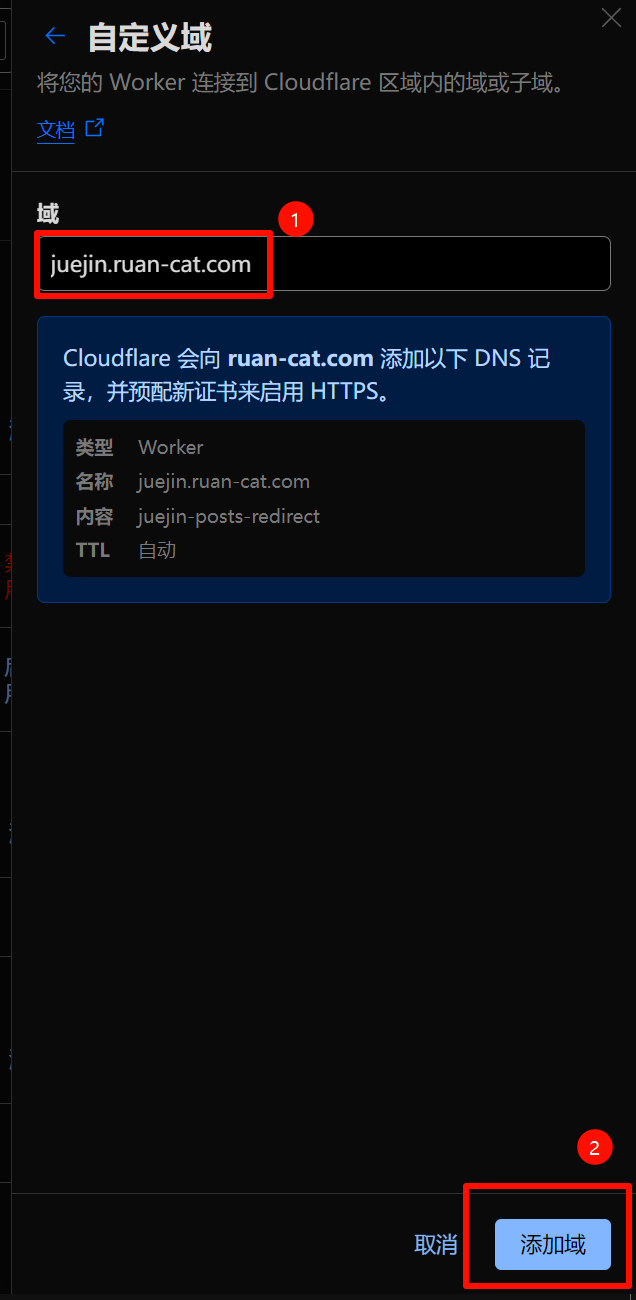 自定义域
将您的 Worker 连接到 Cloudflare 区域内的域或子域。
文档
域
1
juejin.ruan-cat.com
Cloudflare 会向 ruan-cat.com 添加以下 DNS 记
录，并预配新证书来启用 HTTPS。
类型 Worker
名称 juejin.ruan-cat.com
内容 juejin-posts-redirect
TTL 自动
2
取消 添加域